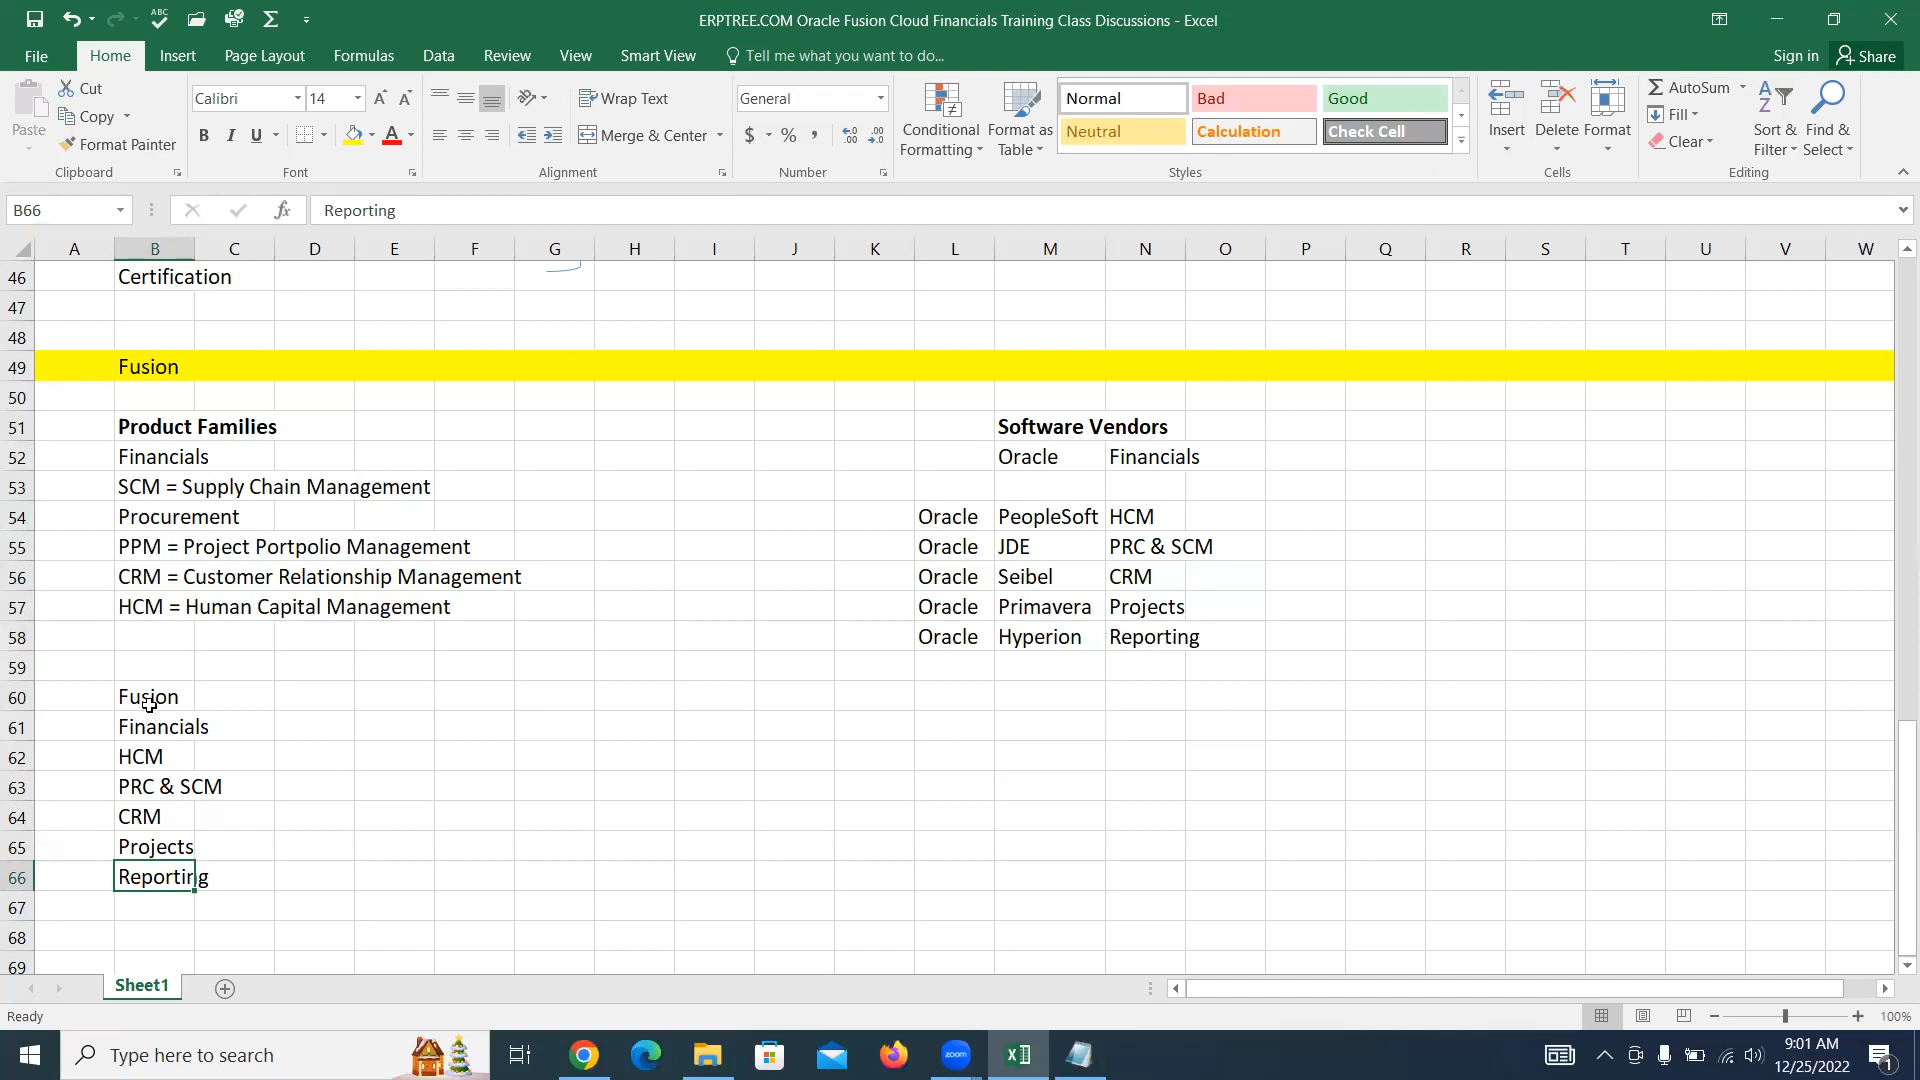 ERPTREE.COM Oracle Fusion Cloud Financials Training Class Discussions - Excel
File Home Insert Page Layout Formulas Data Review View Smart View Tell me what you want to do... Sign in Share
Paste Cut Calibri 14 Wrap Text General Normal Bad Good AutoSum
Copy Merge & Center Conditional Formatting Format as Table Neutral Calculation Check Cell Insert Delete Format Fill Sort & Filter Find & Select
Format Painter B I U $ % , Clear
Clipboard Font Alignment Number Styles Cells Editing
B66 fx Reporting
A B C D E F G H I J K L M N O P Q R S T U V W
46 Certification
47
48
49 Fusion
50
51 Product Families Software Vendors
52 Financials Oracle Financials
53 SCM = Supply Chain Management
54 Procurement Oracle PeopleSoft HCM
55 PPM = Project Portpolio Management Oracle JDE PRC & SCM
56 CRM = Customer Relationship Management Oracle Seibel CRM
57 HCM = Human Capital Management Oracle Primavera Projects
58 Oracle Hyperion Reporting
59
60 Fusion
61 Financials
62 HCM
63 PRC & SCM
64 CRM
65 Projects
66 Reporting
67
68
69
Sheet1
Ready 100%
Type here to search zoom 9:01 AM
12/25/2022 1